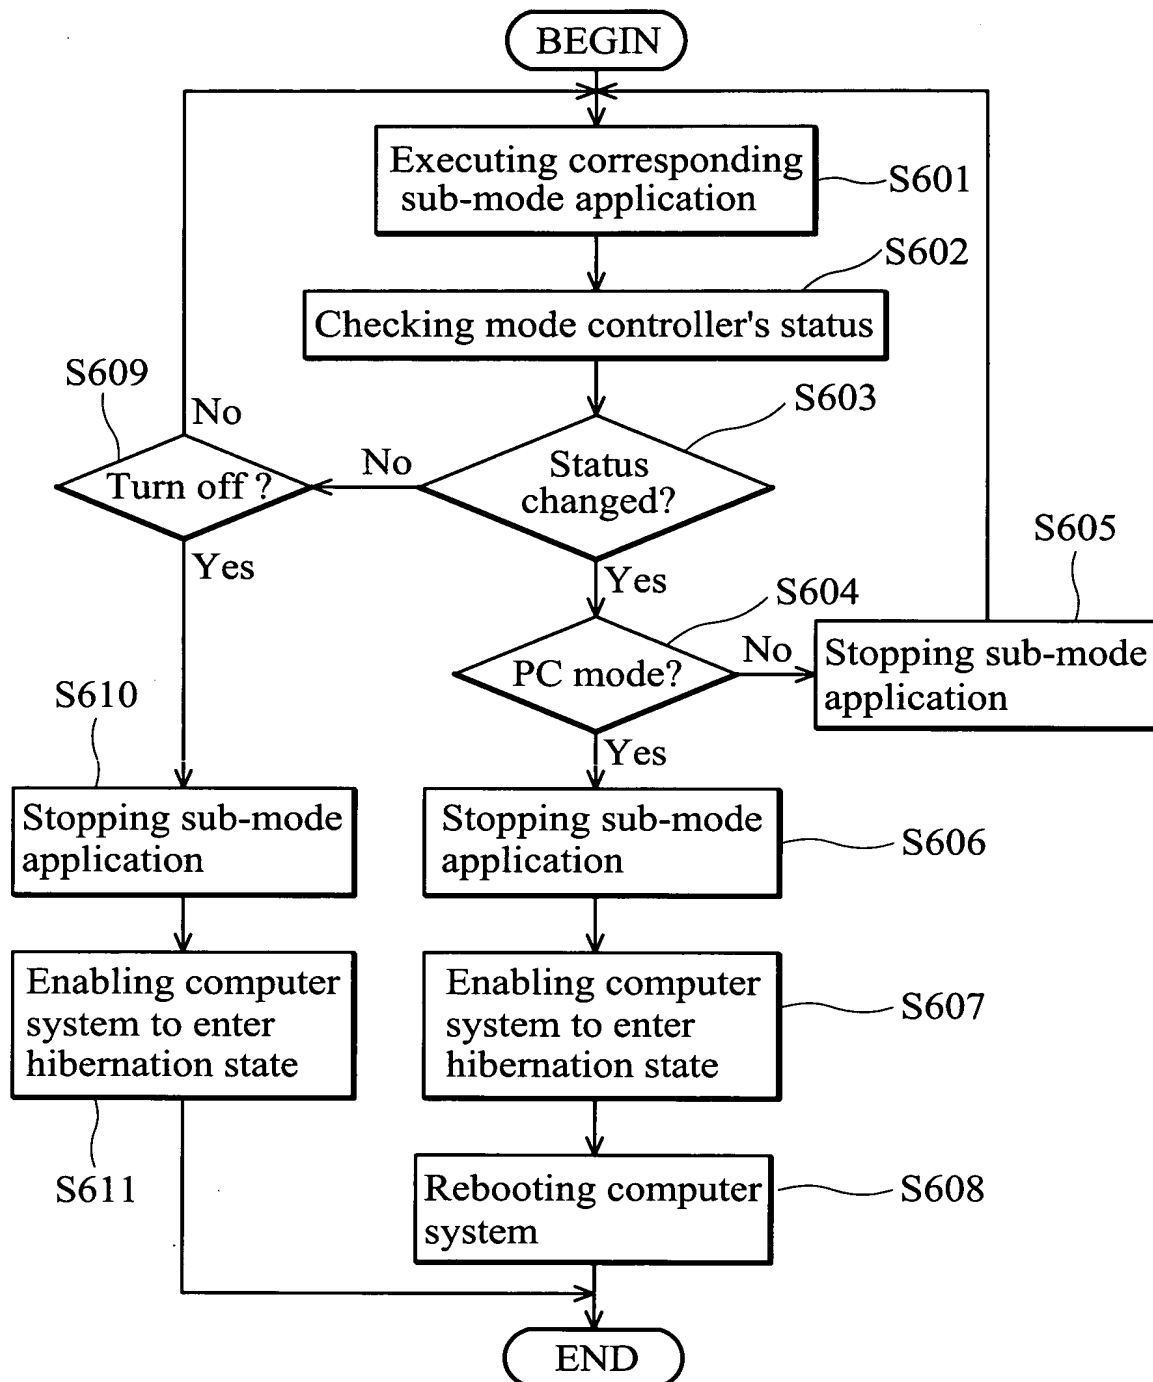 BEGIN
Executing corresponding
sub-mode application
S601
S602
Checking mode controller's status
S609
S603
No
Turn off ?
No
Status
changed?
Yes
Yes
S605
S604
PC mode?
No
Stopping sub-mode
application
S610
Yes
Stopping sub-mode
application
Stopping sub-mode
application
S606
Enabling computer
system to enter
hibernation state
Enabling computer
system to enter
hibernation state
S607
S611
Rebooting computer
system
S608
END